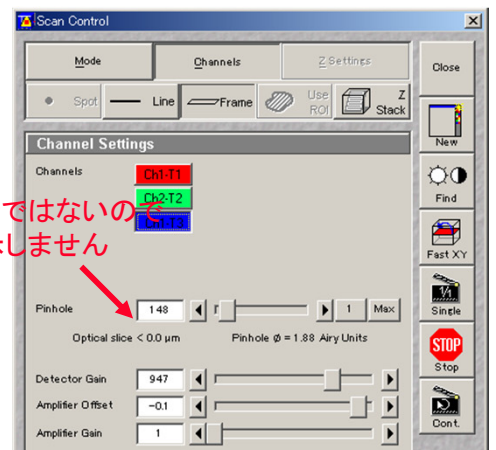 Scan Control
Mode
Channels
Z Settings
Close
Spot
Line
Frame
Use ROI
Z Stack
New
Channel Settings
Channels
Ch1-T1
Ch2-T2
Find
ではないので
しません
Fast XY
Pinhole
148
1
Max
Single
Optical slice < 0.0 μm
Pinhole Ø = 1.88 Airy Units
STOP
Stop
Detector Gain
947
Amplifier Offset
-0.1
Amplifier Gain
1
Cont.